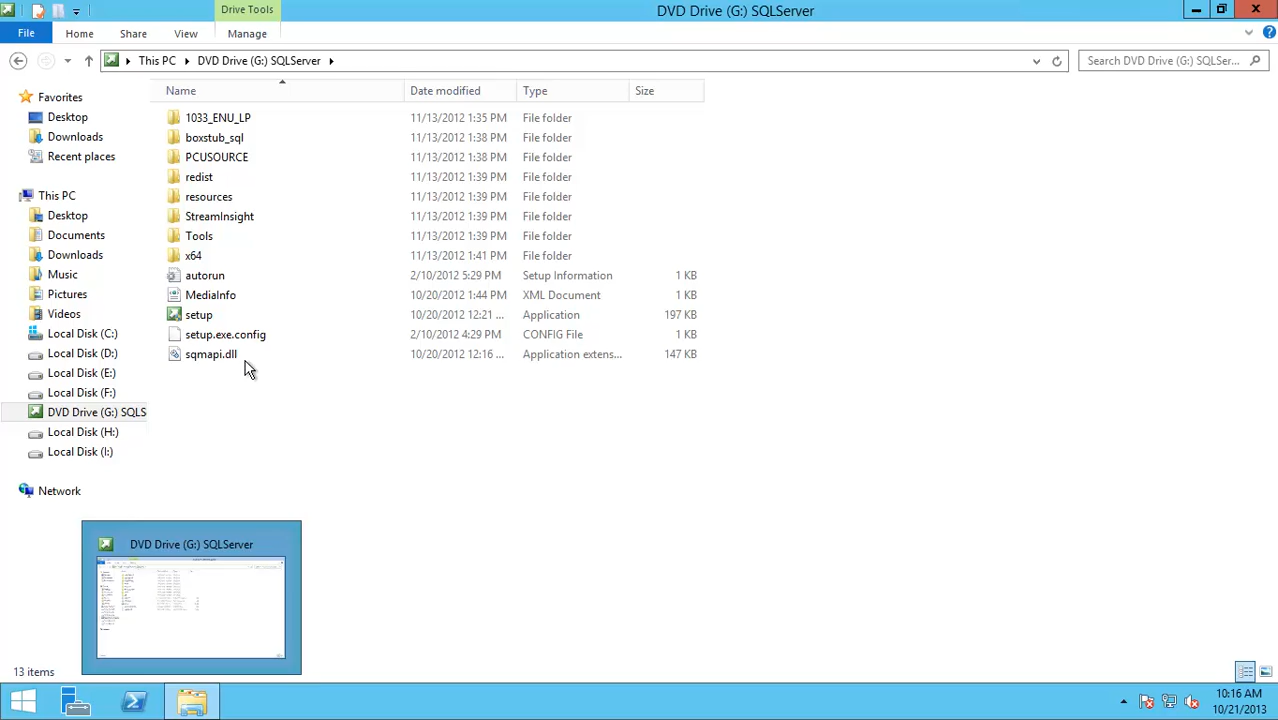 Drive Tools
DVD Drive (G:) SQLServer
File Home Share View Manage
This PC DVD Drive (G:) SQLServer
Search DVD Drive (G:) SQLSer...
Name Date modified Type Size
Favorites
Desktop
Downloads
Recent places
This PC
Desktop
Documents
Downloads
Music
Pictures
Videos
Local Disk (C:)
Local Disk (D:)
Local Disk (E:)
Local Disk (F:)
DVD Drive (G:) SQLS
Local Disk (H:)
Local Disk (I:)
Network
1033_ENU_LP 11/13/2012 1:35 PM File folder
boxstub_sql 11/13/2012 1:38 PM File folder
PCUSOURCE 11/13/2012 1:38 PM File folder
redist 11/13/2012 1:39 PM File folder
resources 11/13/2012 1:39 PM File folder
StreamInsight 11/13/2012 1:39 PM File folder
Tools 11/13/2012 1:39 PM File folder
x64 11/13/2012 1:41 PM File folder
autorun 2/10/2012 5:29 PM Setup Information 1 KB
MediaInfo 10/20/2012 1:44 PM XML Document 1 KB
setup 10/20/2012 12:21 ... Application 197 KB
setup.exe.config 2/10/2012 4:29 PM CONFIG File 1 KB
sqmapi.dll 10/20/2012 12:16 ... Application extens... 147 KB
DVD Drive (G:) SQLServer
13 items
10:16 AM
10/21/2013